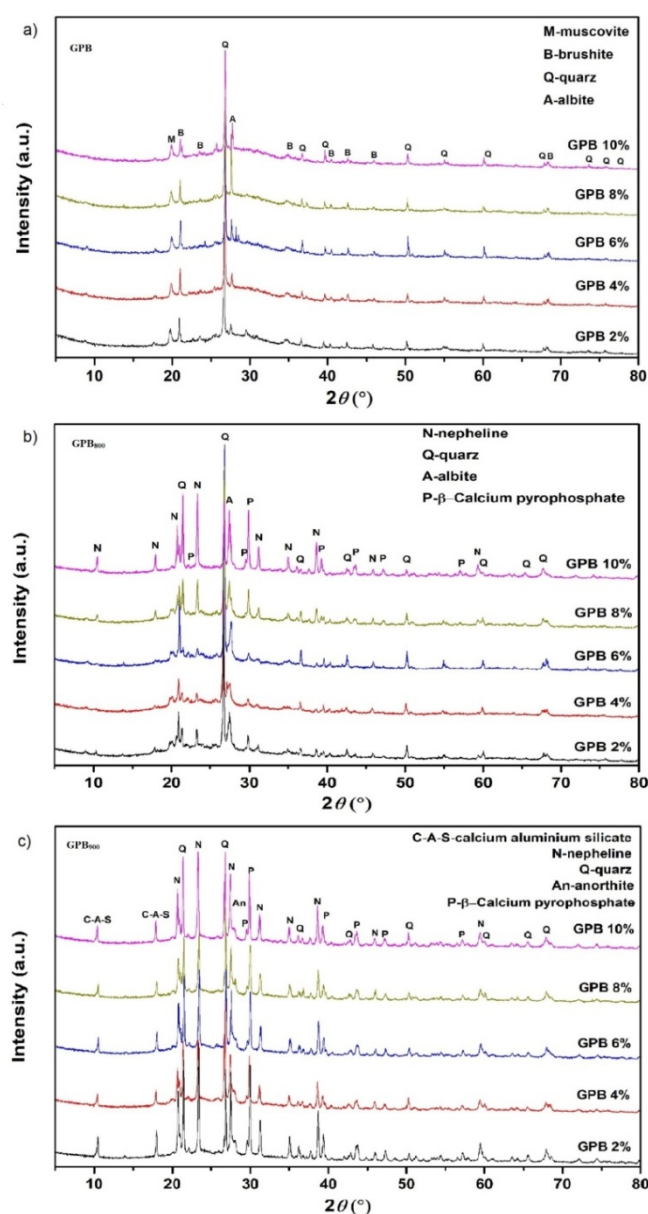 a)
GPB
M-muscovite
B-brushite
Q-quarz
A-albite
Q
M B B A B Q Q B B B Q Q Q Q B Q Q Q
GPB 10%
GPB 8%
GPB 6%
GPB 4%
GPB 2%
Intensity (a.u.)
10 20 30 40 50 60 70 80
2θ (°)
b)
GPB₈₀₀
N-nepheline
Q-quarz
A-albite
P-β-Calcium pyrophosphate
Q
N N N Q P N A P P N N Q N P Q P N P Q P N Q Q Q
GPB 10%
GPB 8%
GPB 6%
GPB 4%
GPB 2%
Intensity (a.u.)
10 20 30 40 50 60 70 80
2θ (°)
c)
GPB₉₀₀
C-A-S-calcium aluminium silicate
N-nepheline
Q-quarz
An-anorthite
P-β-Calcium pyrophosphate
C-A-S C-A-S N Q N Q N An P P N N Q N P Q P N P Q P N Q Q Q
GPB 10%
GPB 8%
GPB 6%
GPB 4%
GPB 2%
Intensity (a.u.)
10 20 30 40 50 60 70 80
2θ (°)